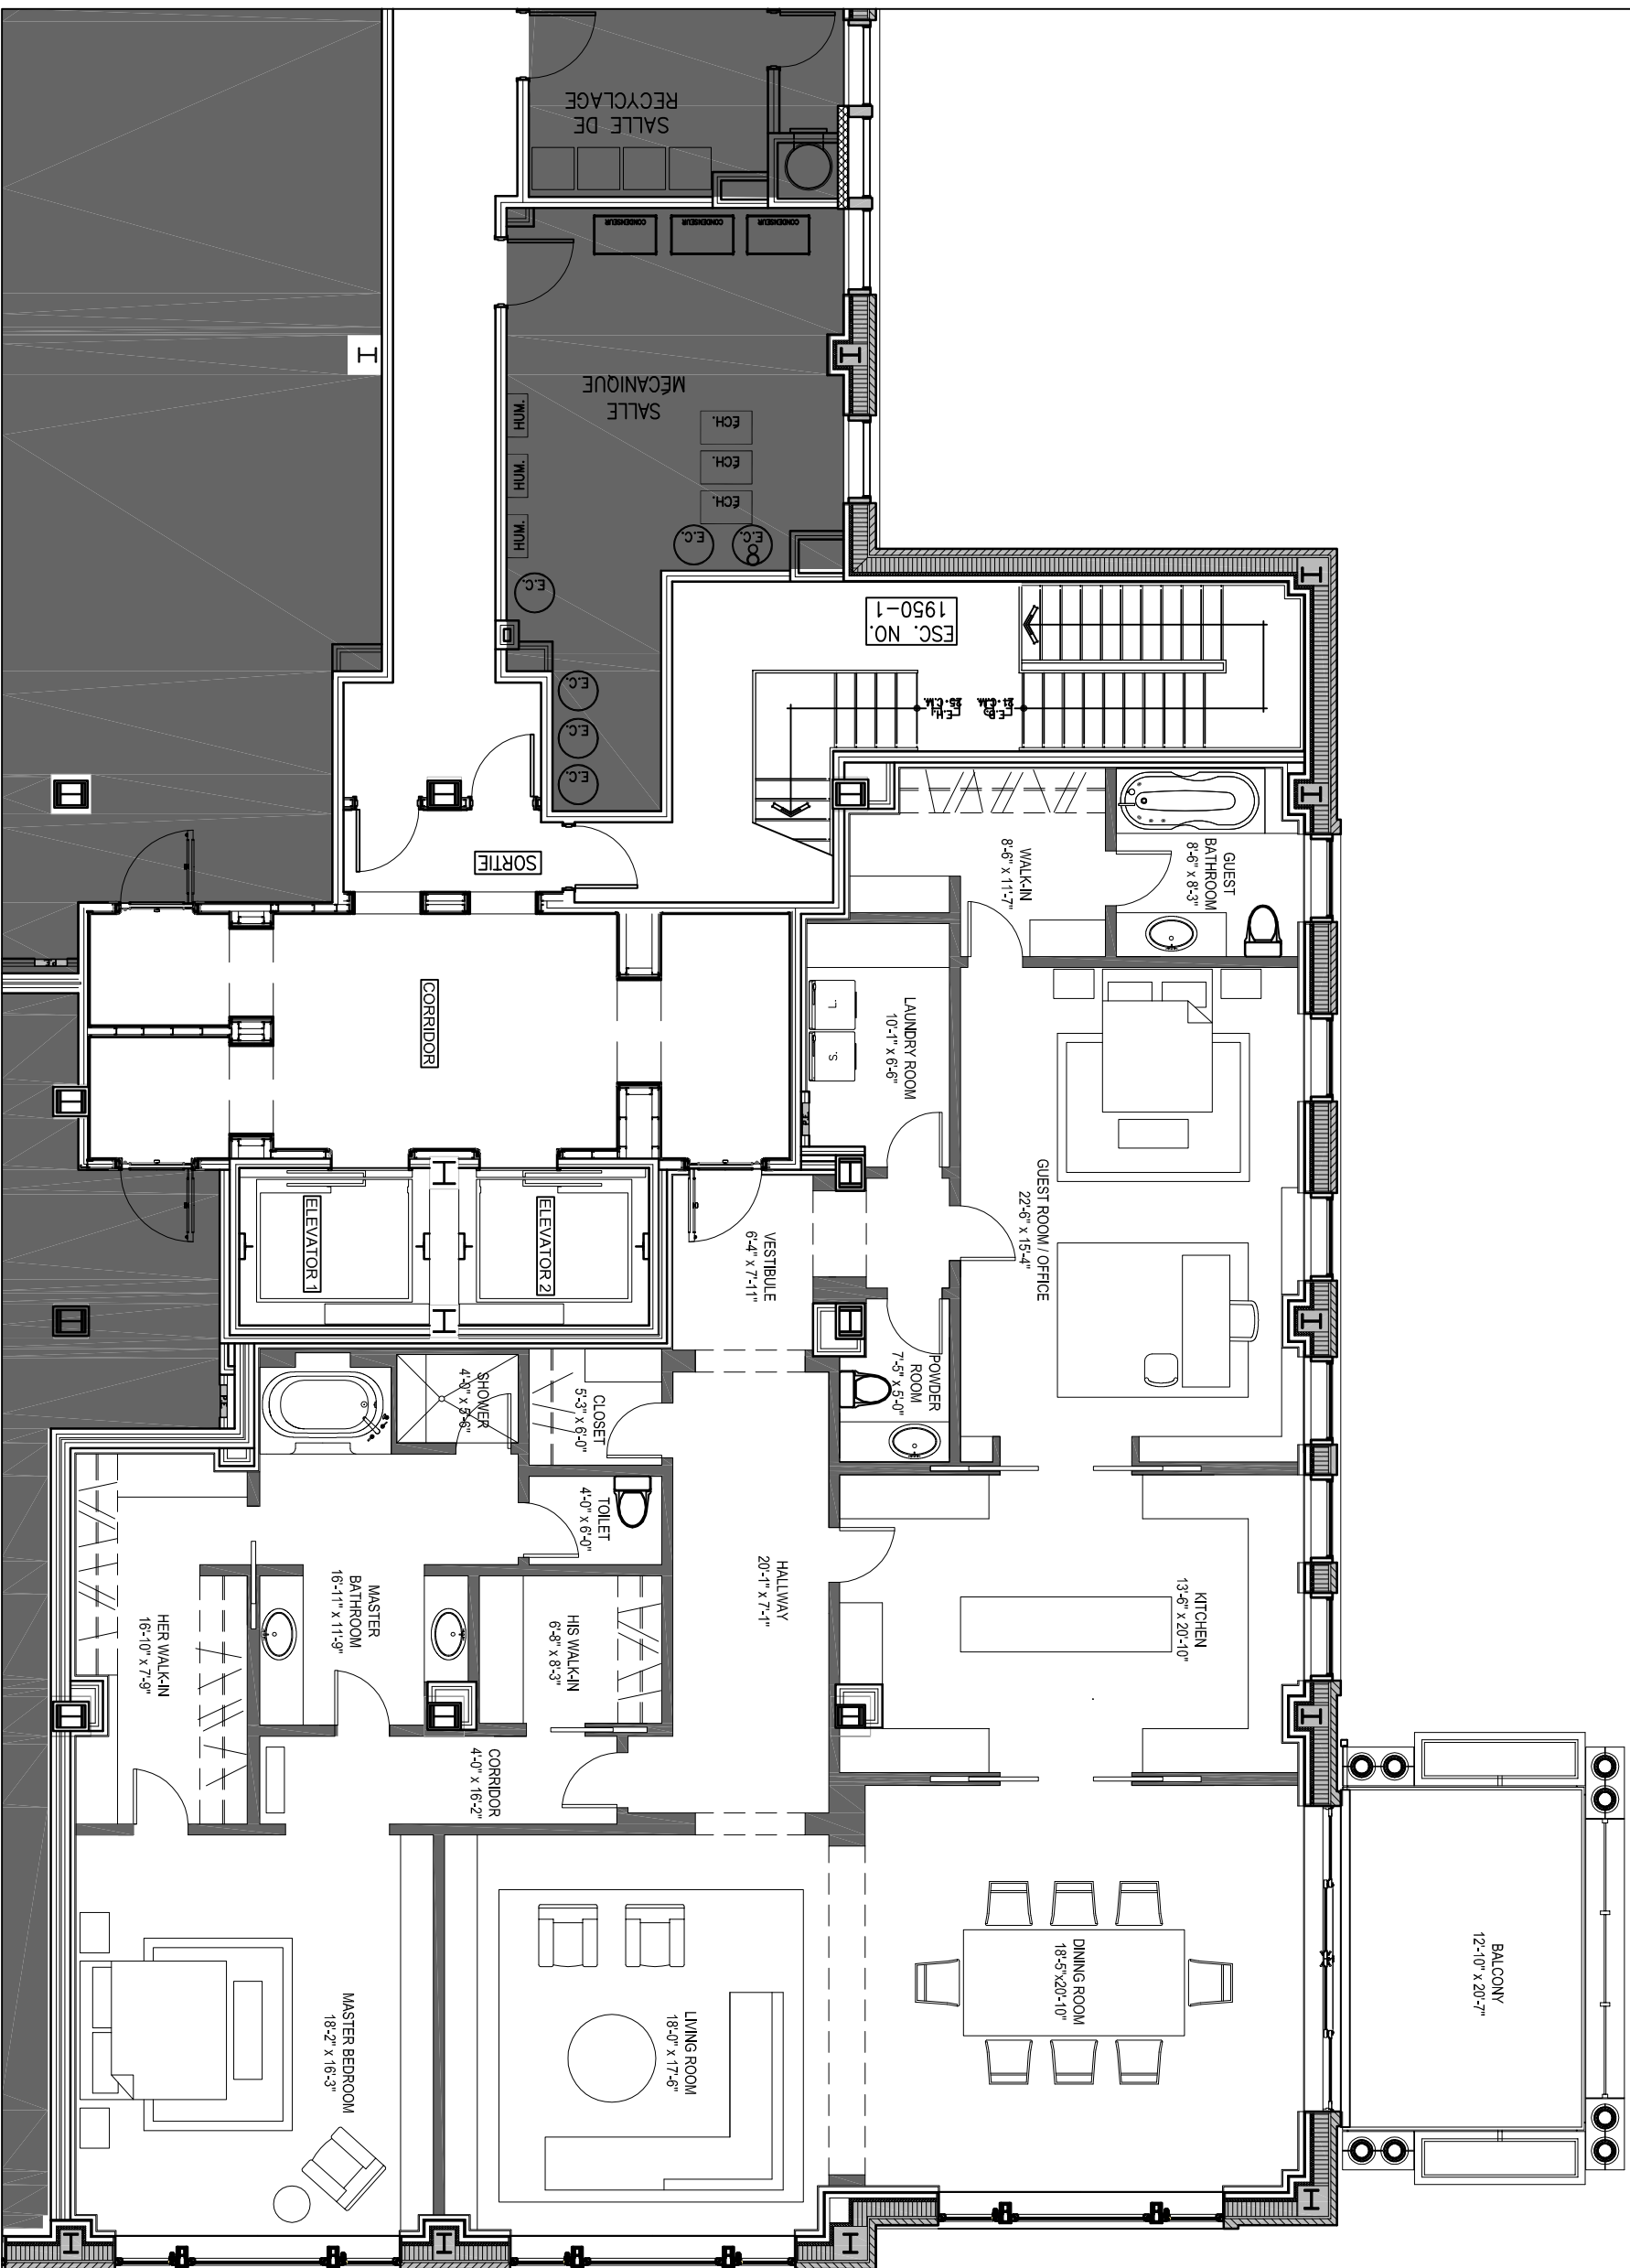 SALLE DE
RECYCLAGE
CONDENSEUR
CONDENSEUR
CONDENSEUR
SALLE
MÉCANIQUE
HUM.
HUM.
HUM.
ÉCH.
ÉCH.
ÉCH.
E.C.
E.C.
8
E.C.
E.C.
E.C.
E.C.
ESC. NO.
1950-1
SORTIE
CORRIDOR
ELEVATOR 1
ELEVATOR 2
GUEST
BATHROOM
8'-6" x 8'-3"
WALK-IN
8'-6" x 11'-7"
LAUNDRY ROOM
10'-1" x 6'-6"
L.
S.
GUEST ROOM / OFFICE
22'-6" x 15'-4"
VESTIBULE
6'-4" x 7'-11"
POWDER
ROOM
7'-5" x 5'-0"
SHOWER
4'-0" x 5'-6"
CLOSET
5'-3" x 6'-0"
TOILET
4'-0" x 6'-0"
HALLWAY
20'-1" x 7'-1"
KITCHEN
13'-6" x 20'-10"
MASTER
BATHROOM
16'-11" x 11'-9"
HIS WALK-IN
6'-8" x 8'-3"
HER WALK-IN
16'-10" x 7'-9"
CORRIDOR
4'-0" x 16'-2"
DINING ROOM
18'-5"x20'-10"
BALCONY
12'-10" x 20'-7"
LIVING ROOM
18'-0" x 17'-6"
MASTER BEDROOM
18'-2" x 16'-3"